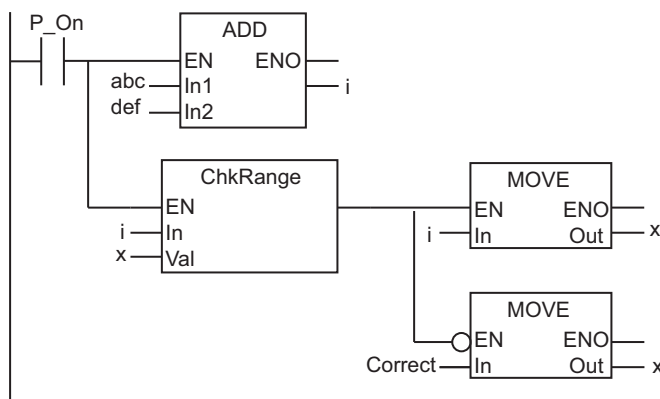 P_On
ADD
EN ENO
abc In1 i
def In2
ChkRange
EN
i In
x Val
MOVE
EN ENO
i In Out x
MOVE
EN ENO
Correct In Out x